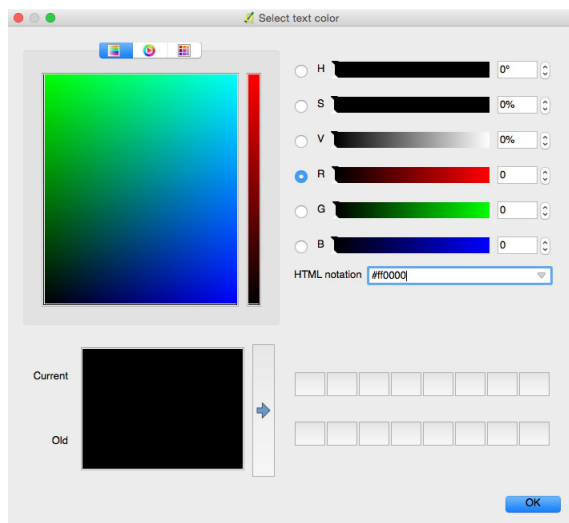 Select text color
H 0°
S 0%
V 0%
R 0
G 0
B 0
HTML notation #ff0000
Current
Old
OK